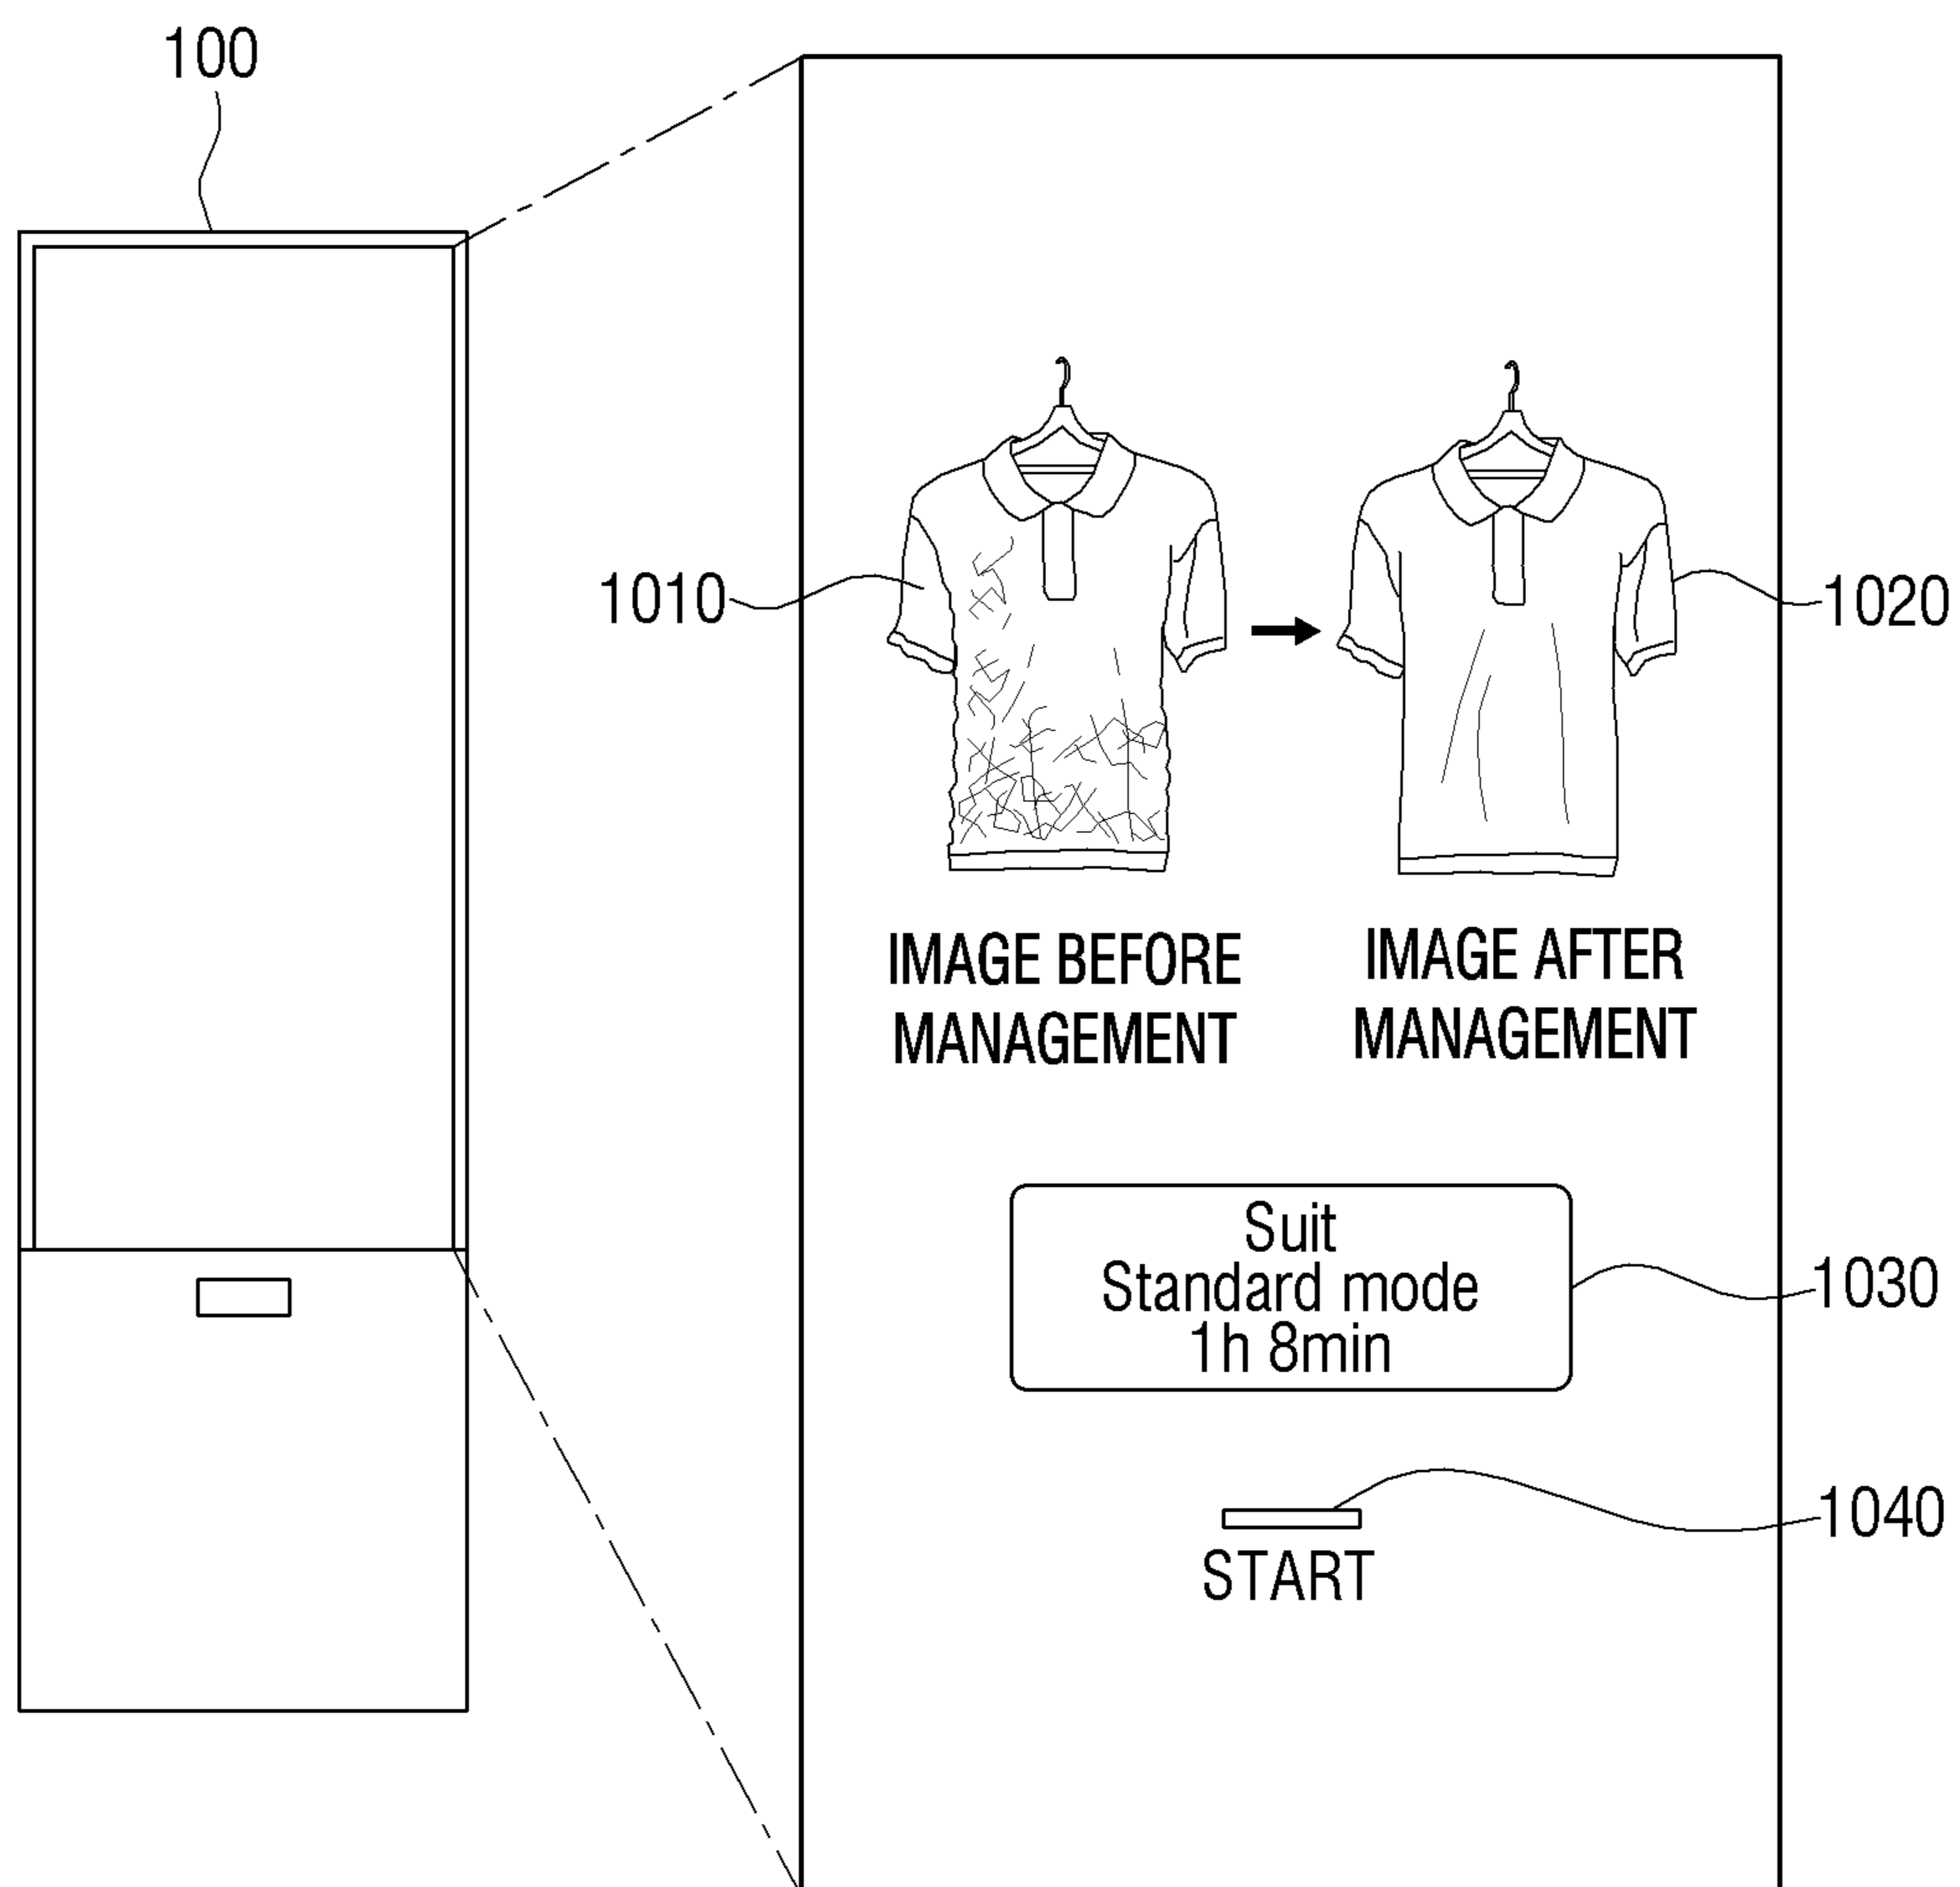 100
1010
1020
IMAGE BEFORE
MANAGEMENT
IMAGE AFTER
MANAGEMENT
Suit
Standard mode
1h 8min
1030
1040
START